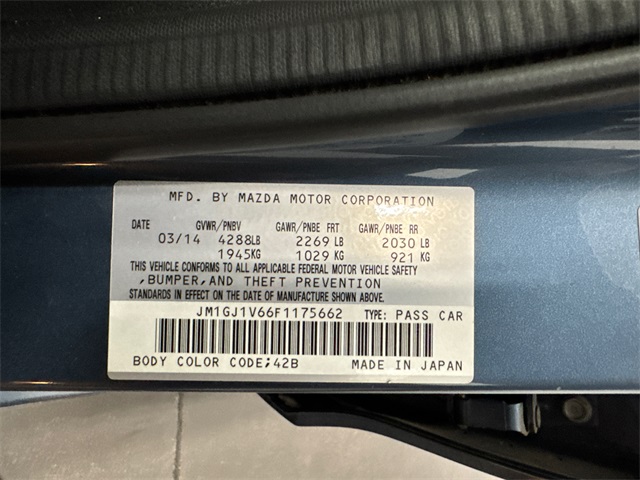 MFD. BY MAZDA MOTOR CORPORATION
DATE GVWR/PNBV GAWR/PNBE FRT GAWR/PNBE RR
03/14 4288LB 2269 LB 2030 LB
1945KG 1029 KG 921 KG
THIS VEHICLE CONFORMS TO ALL APPLICABLE FEDERAL MOTOR VEHICLE SAFETY
,BUMPER,AND THEFT PREVENTION
STANDARDS IN EFFECT ON THE DATE OF MANUFACTURE SHOWN ABOVE.
JM1GJ1V66F1175662 TYPE: PASS CAR
BODY COLOR CODE;42B MADE IN JAPAN